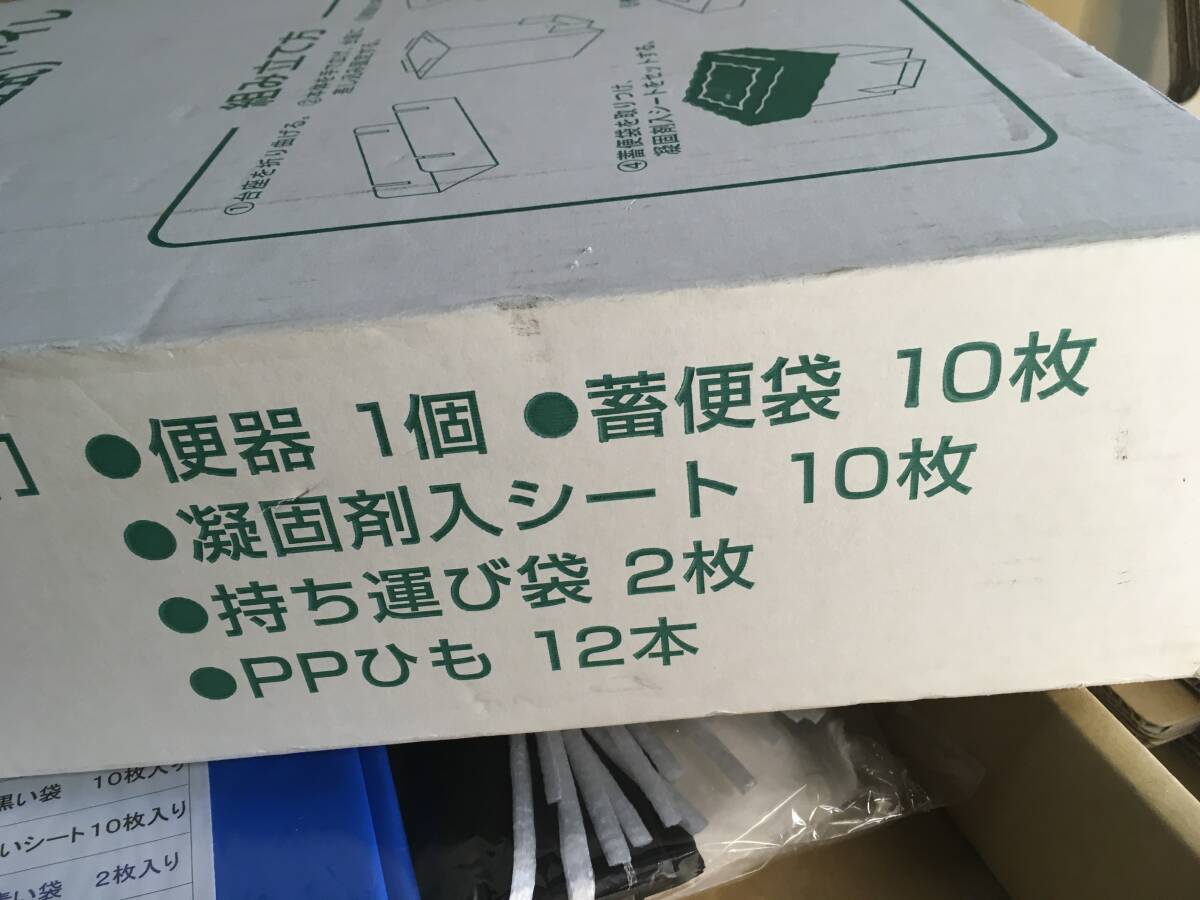 組み立て方
①台座を折り曲げる。
④蓄便袋を取りつけ、
凝固剤入シートをセットする。
●便器 1個 ●蓄便袋 10枚
●凝固剤入シート 10枚
●持ち運び袋 2枚
●PPひも 12本
黒い袋 10枚入り
いシート10枚入り
い袋 2枚入り